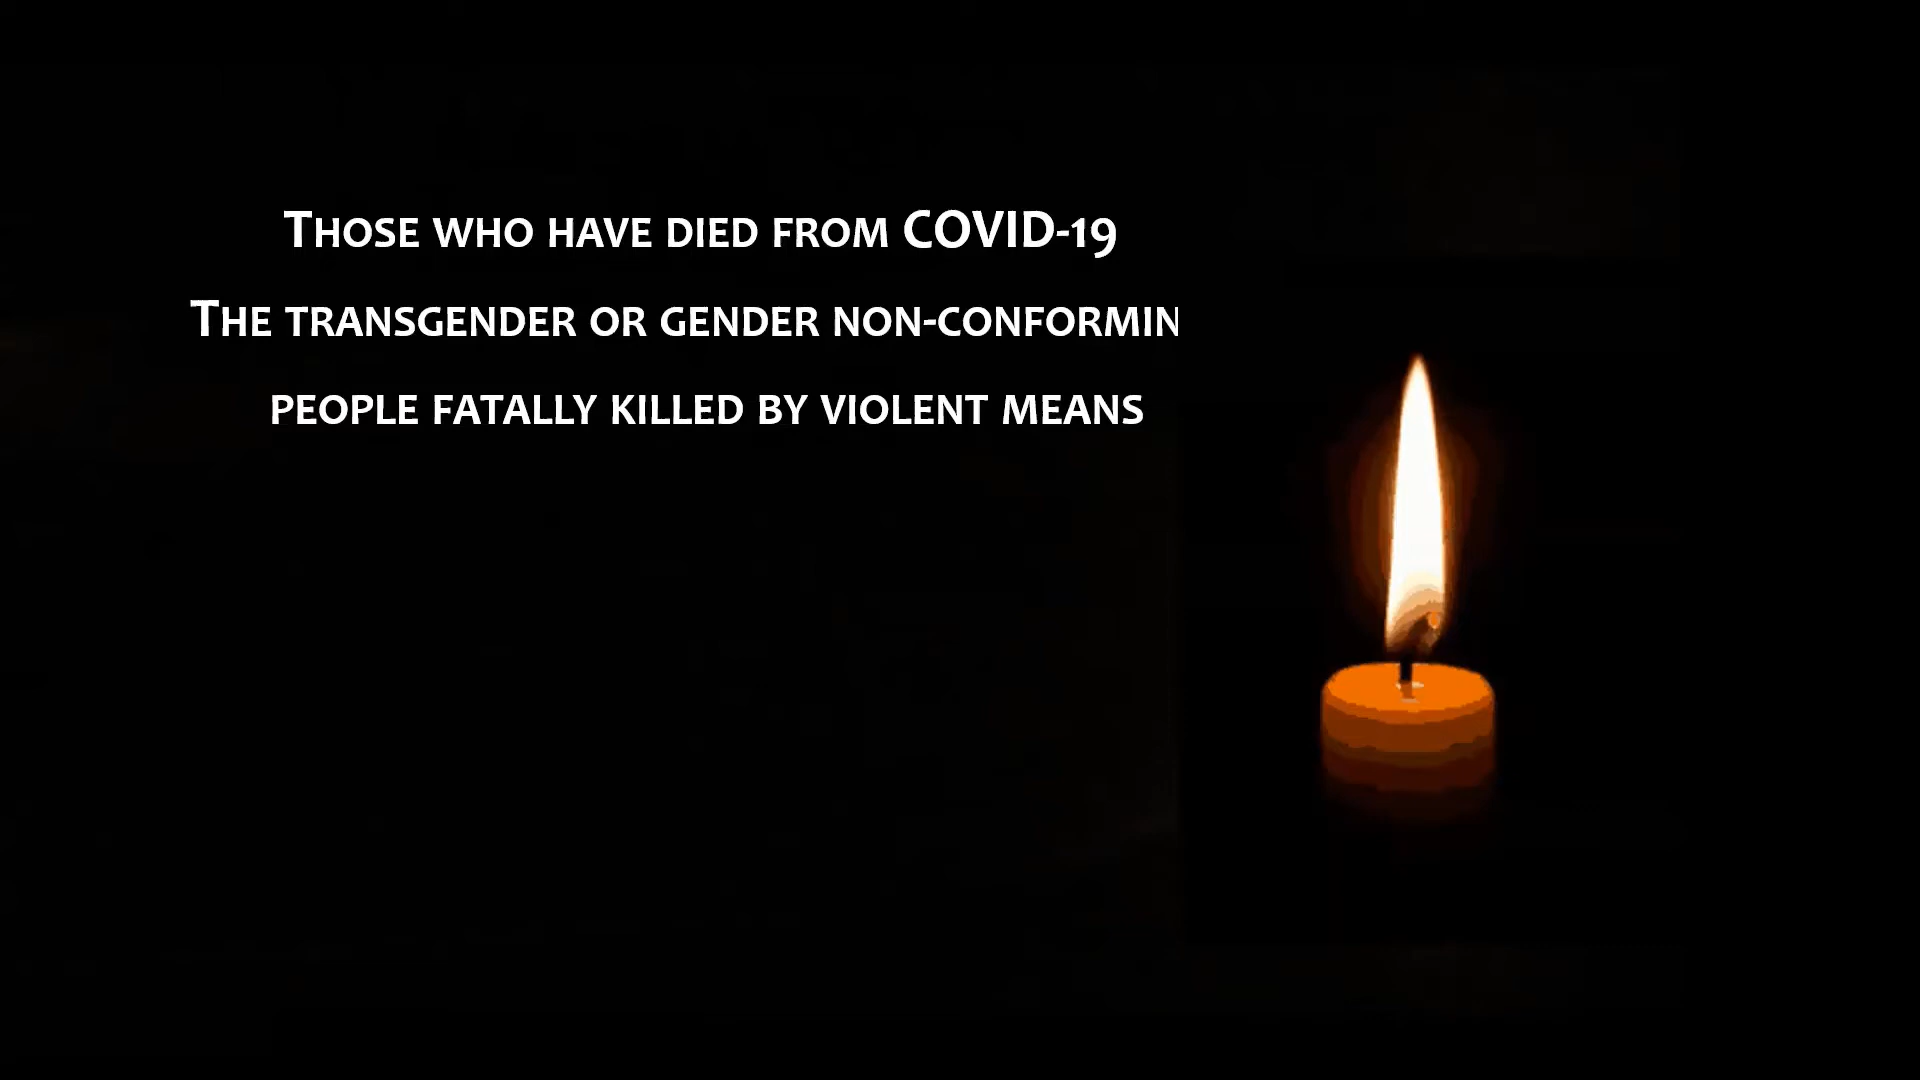 Those who have died from COVID-19
The transgender or gender non-conformin
people fatally killed by violent means